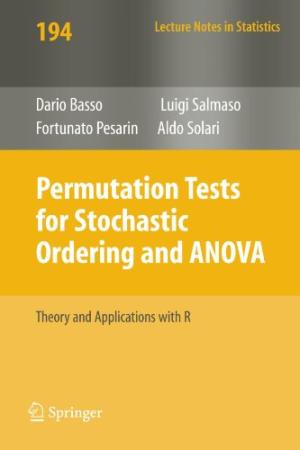 194
Lecture Notes in Statistics
Dario Basso Luigi Salmaso
Fortunato Pesarin Aldo Solari
Permutation Tests
for Stochastic
Ordering and ANOVA
Theory and Applications with R
Springer